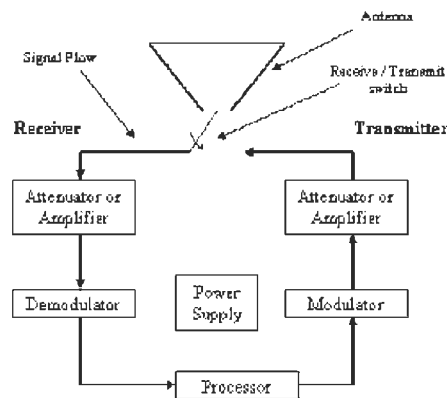 Antenna
Signal Flow
Receive / Transmit
switch
Receiver
Transmitter
Attenuator or
Amplifier
Attenuator or
Amplifier
Demodulator
Power
Supply
Modulator
Processor